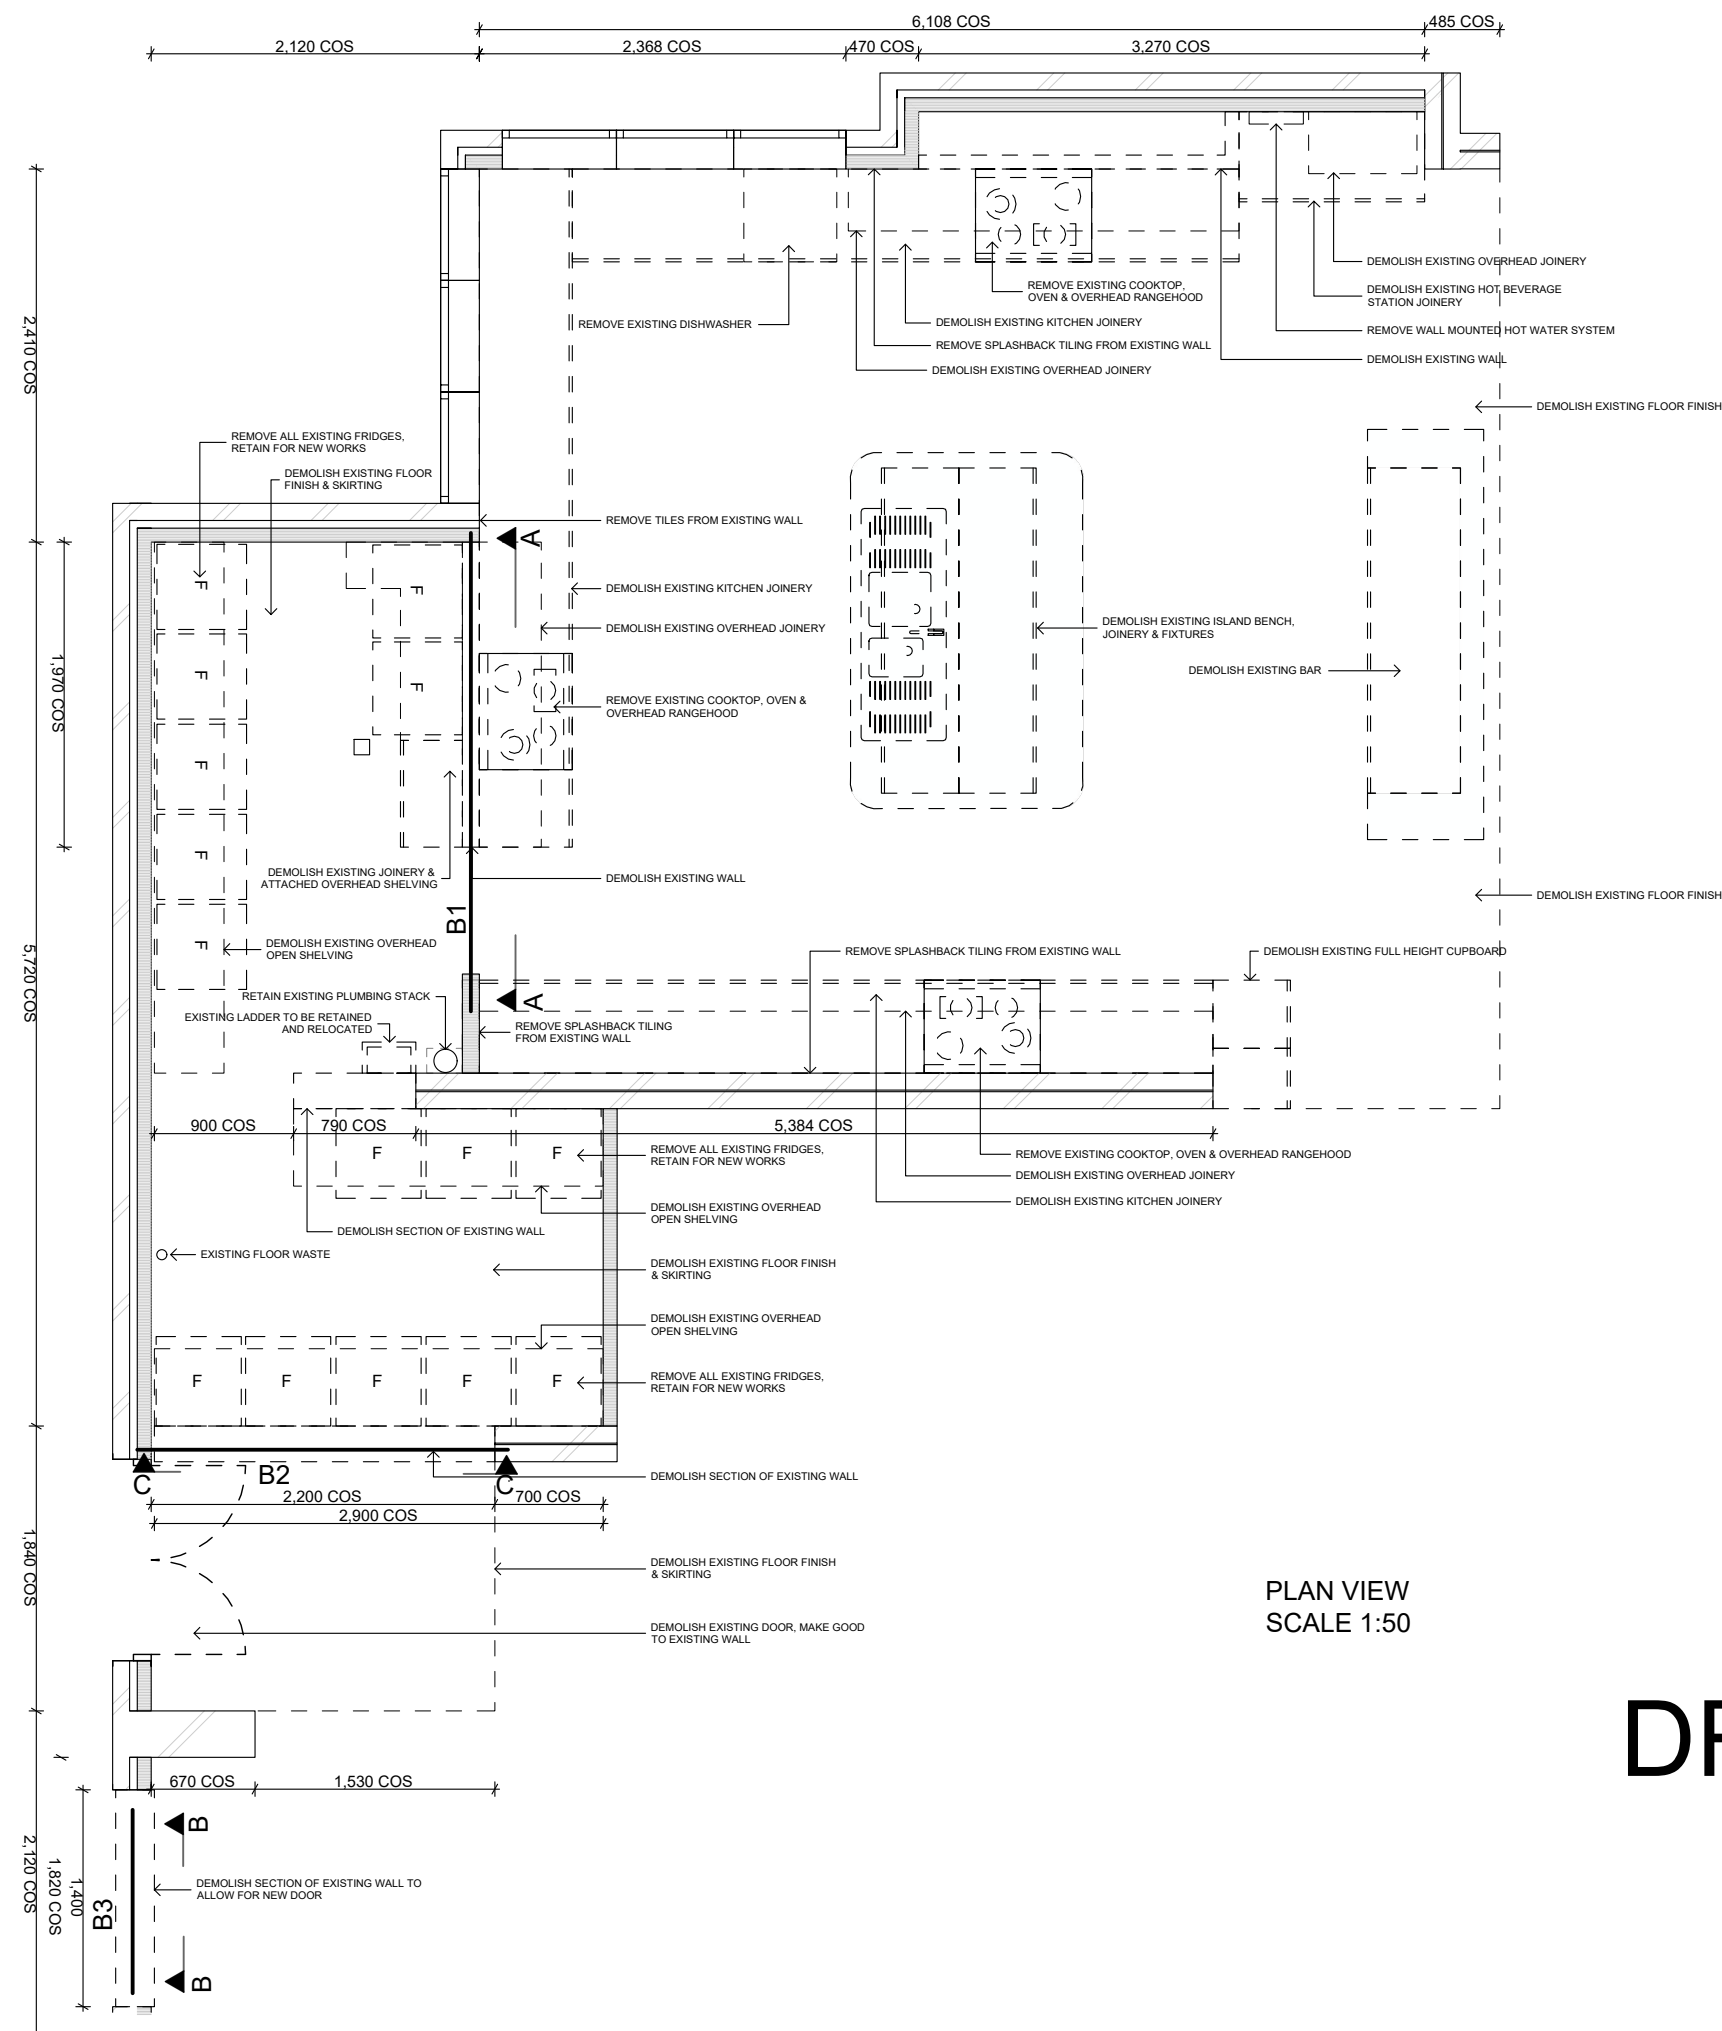 6,108 COS
485 COS
2,120 COS
2,368 COS
470 COS
3,270 COS
2,410 COS
DEMOLISH EXISTING OVERHEAD JOINERY
REMOVE EXISTING COOKTOP,
OVEN & OVERHEAD RANGEHOOD
DEMOLISH EXISTING HOT BEVERAGE
STATION JOINERY
REMOVE EXISTING DISHWASHER
DEMOLISH EXISTING KITCHEN JOINERY
REMOVE WALL MOUNTED HOT WATER SYSTEM
REMOVE SPLASHBACK TILING FROM EXISTING WALL
DEMOLISH EXISTING WALL
DEMOLISH EXISTING OVERHEAD JOINERY
DEMOLISH EXISTING FLOOR FINISH
REMOVE ALL EXISTING FRIDGES,
RETAIN FOR NEW WORKS
DEMOLISH EXISTING FLOOR
FINISH & SKIRTING
REMOVE TILES FROM EXISTING WALL
A
F
F
DEMOLISH EXISTING KITCHEN JOINERY
DEMOLISH EXISTING OVERHEAD JOINERY
DEMOLISH EXISTING ISLAND BENCH,
JOINERY & FIXTURES
1,970 COS
F
F
DEMOLISH EXISTING BAR
REMOVE EXISTING COOKTOP, OVEN &
OVERHEAD RANGEHOOD
F
F
DEMOLISH EXISTING JOINERY &
ATTACHED OVERHEAD SHELVING
DEMOLISH EXISTING WALL
DEMOLISH EXISTING FLOOR FINISH
B1
F
DEMOLISH EXISTING OVERHEAD
OPEN SHELVING
REMOVE SPLASHBACK TILING FROM EXISTING WALL
DEMOLISH EXISTING FULL HEIGHT CUPBOARD
5,720 COS
RETAIN EXISTING PLUMBING STACK
A
EXISTING LADDER TO BE RETAINED
AND RELOCATED
REMOVE SPLASHBACK TILING
FROM EXISTING WALL
900 COS
790 COS
5,384 COS
F
F
F
REMOVE ALL EXISTING FRIDGES,
RETAIN FOR NEW WORKS
REMOVE EXISTING COOKTOP, OVEN & OVERHEAD RANGEHOOD
DEMOLISH EXISTING OVERHEAD JOINERY
DEMOLISH EXISTING KITCHEN JOINERY
DEMOLISH EXISTING OVERHEAD
OPEN SHELVING
DEMOLISH SECTION OF EXISTING WALL
EXISTING FLOOR WASTE
DEMOLISH EXISTING FLOOR FINISH
& SKIRTING
DEMOLISH EXISTING OVERHEAD
OPEN SHELVING
F
F
F
F
F
REMOVE ALL EXISTING FRIDGES,
RETAIN FOR NEW WORKS
C
B2
C
DEMOLISH SECTION OF EXISTING WALL
2,200 COS
700 COS
2,900 COS
1,840 COS
DEMOLISH EXISTING FLOOR FINISH
& SKIRTING
PLAN VIEW
SCALE 1:50
DEMOLISH EXISTING DOOR, MAKE GOOD
TO EXISTING WALL
670 COS
1,530 COS
B
2,120 COS
1,820 COS
1,400
DEMOLISH SECTION OF EXISTING WALL TO
ALLOW FOR NEW DOOR
B3
B